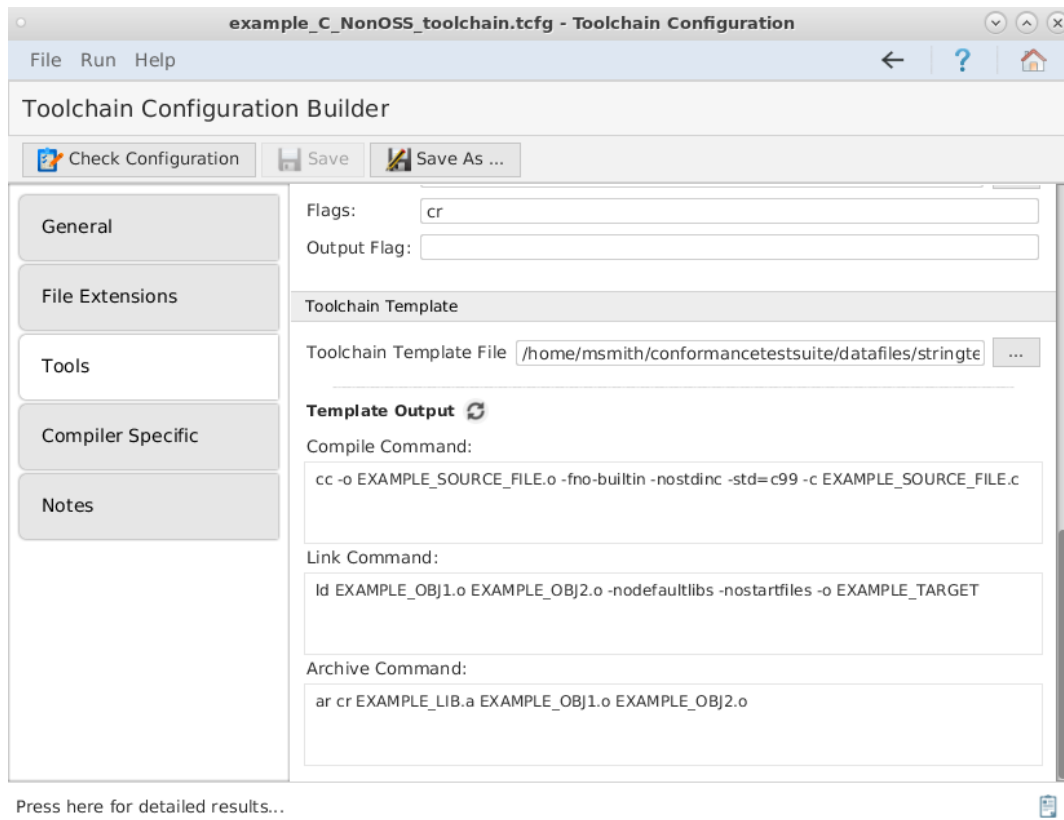 example_C_NonOSS_toolchain.tcfg - Toolchain Configuration
File Run Help
?
Toolchain Configuration Builder
Check Configuration Save Save As ...
General
File Extensions
Tools
Compiler Specific
Notes
Flags: cr
Output Flag:
Toolchain Template
Toolchain Template File /home/msmith/conformancetestsuite/datafiles/stringte ...
Template Output
Compile Command:
cc -o EXAMPLE_SOURCE_FILE.o -fno-builtin -nostdinc -std=c99 -c EXAMPLE_SOURCE_FILE.c
Link Command:
ld EXAMPLE_OBJ1.o EXAMPLE_OBJ2.o -nodefaultlibs -nostartfiles -o EXAMPLE_TARGET
Archive Command:
ar cr EXAMPLE_LIB.a EXAMPLE_OBJ1.o EXAMPLE_OBJ2.o
Press here for detailed results...